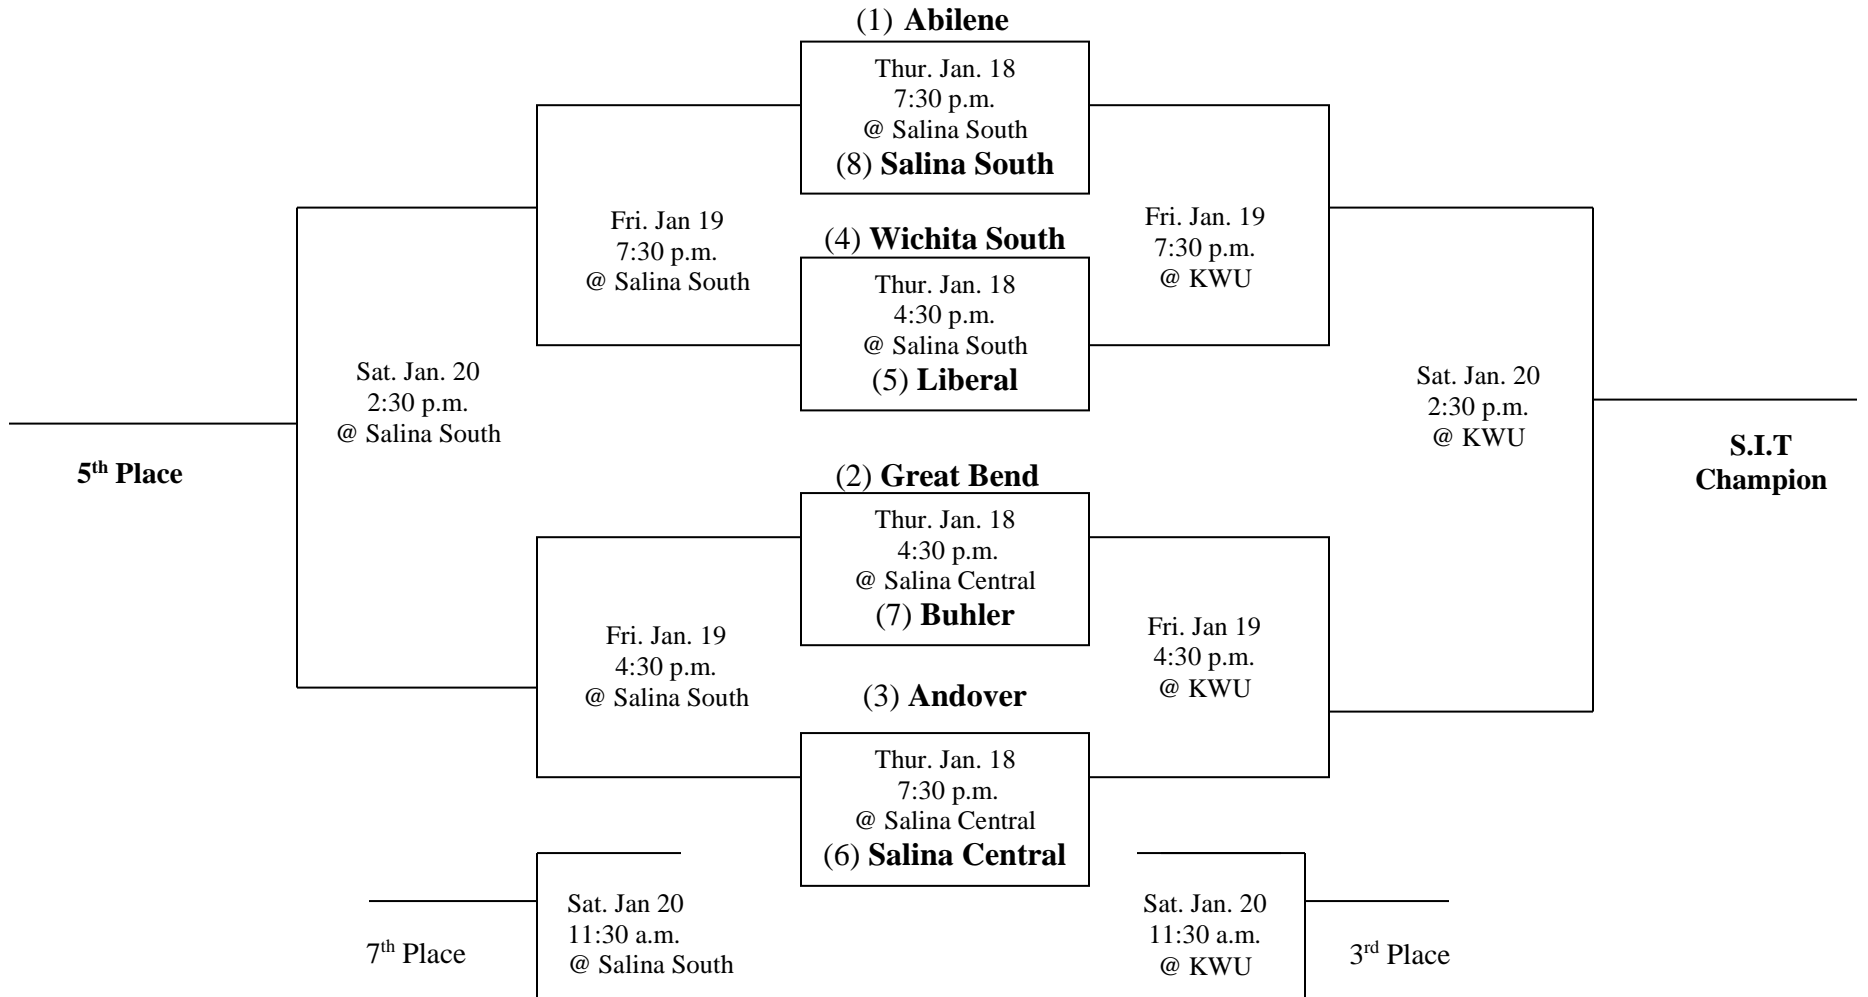 (1) Abilene
Thur. Jan. 18
7:30 p.m.
@ Salina South
(8) Salina South
Fri. Jan 19
7:30 p.m.
@ Salina South
Fri. Jan. 19
7:30 p.m.
@ KWU
(4) Wichita South
Thur. Jan. 18
4:30 p.m.
@ Salina South
(5) Liberal
Sat. Jan. 20
2:30 p.m.
@ Salina South
Sat. Jan. 20
2:30 p.m.
@ KWU
5th Place
S.I.T
Champion
(2) Great Bend
Thur. Jan. 18
4:30 p.m.
@ Salina Central
(7) Buhler
Fri. Jan. 19
4:30 p.m.
@ Salina South
Fri. Jan 19
4:30 p.m.
@ KWU
(3) Andover
Thur. Jan. 18
7:30 p.m.
@ Salina Central
(6) Salina Central
7th Place
Sat. Jan 20
11:30 a.m.
@ Salina South
Sat. Jan. 20
11:30 a.m.
@ KWU
3rd Place